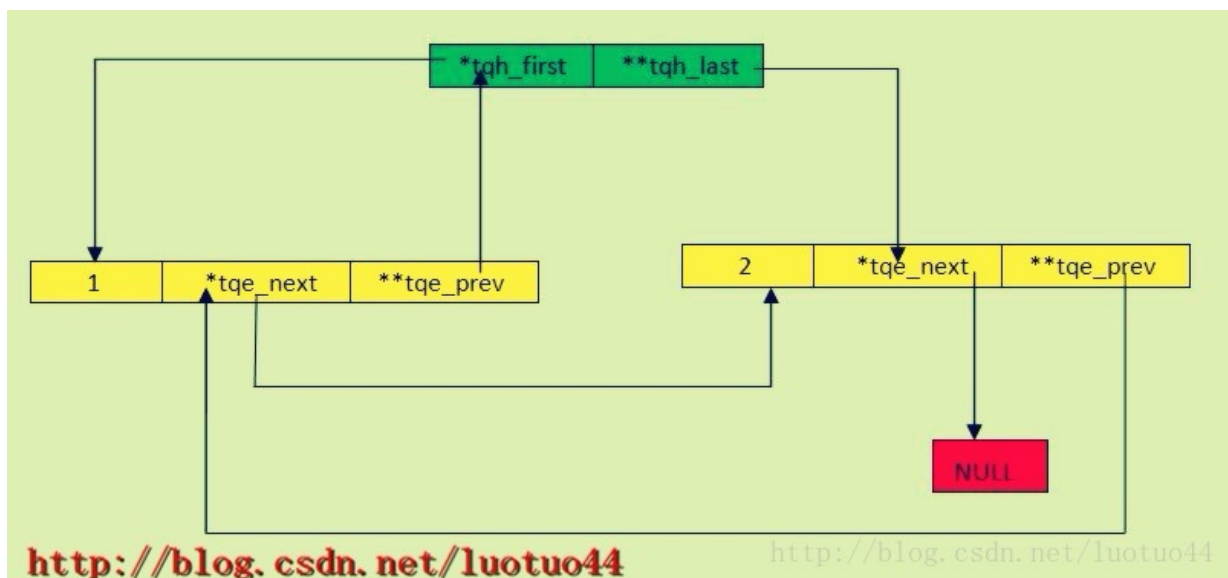 *tqh_first **tqh_last
1 *tqe_next **tqe_prev
2 *tqe_next **tqe_prev
NULL
http://blog.csdn.net/luotuo44
http://blog.csdn.net/luotuo44